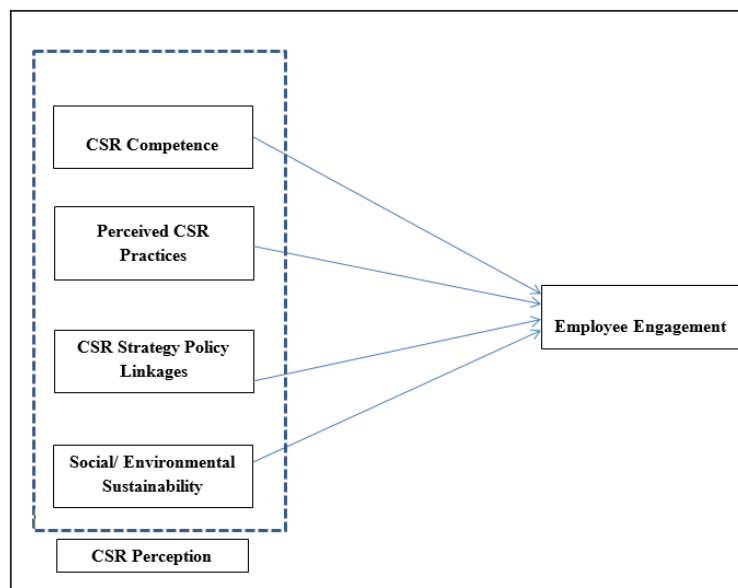 CSR Competence
Perceived CSR
Practices
CSR Strategy Policy
Linkages
Social/ Environmental
Sustainability
CSR Perception
Employee Engagement